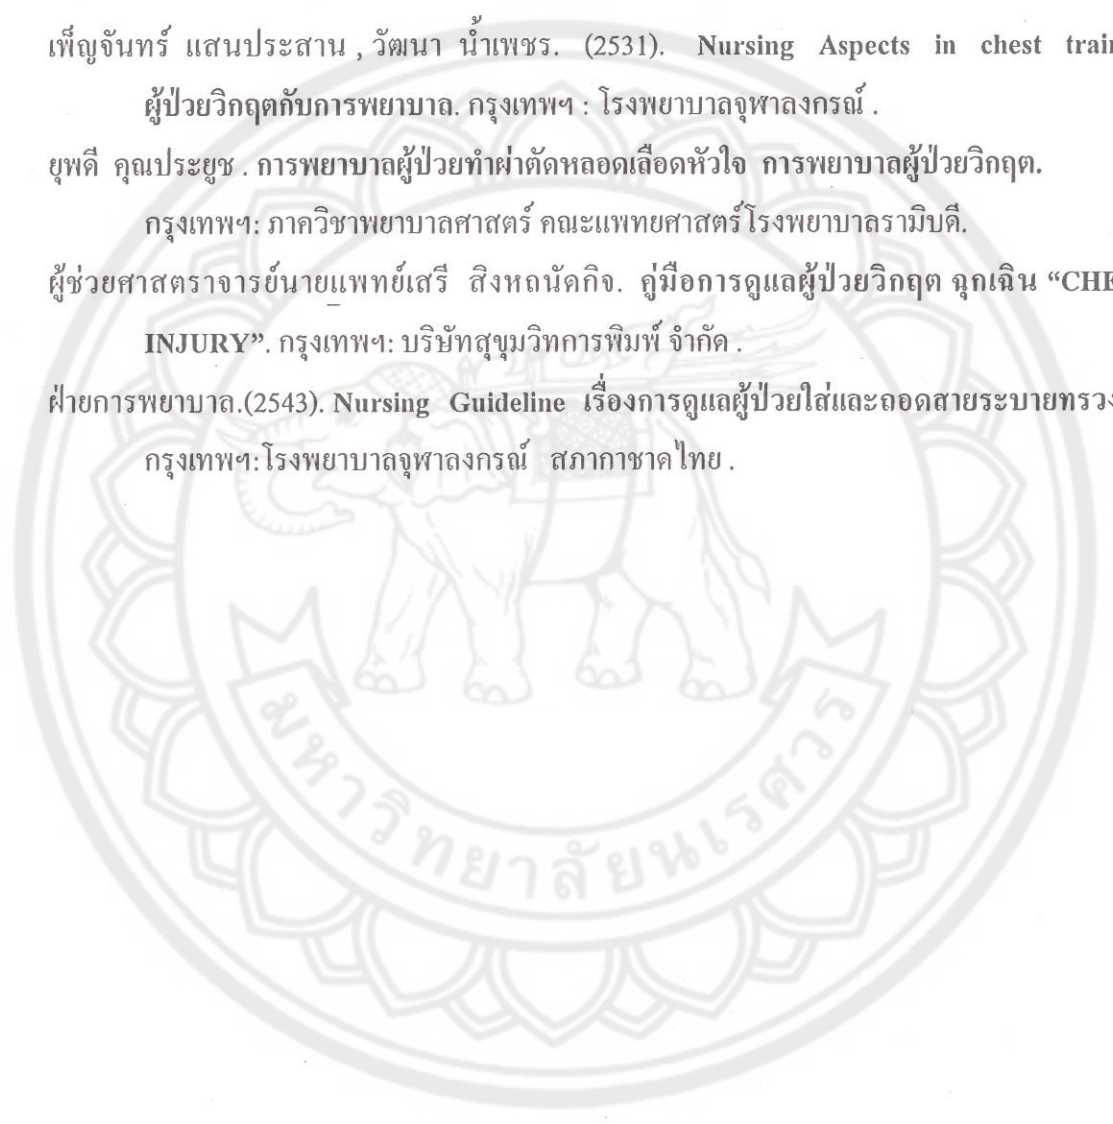 เพ็ญจันทร์ แสนประสาน , วัฒนา น้ำเพชร. (2531). Nursing Aspects in chest train
ผู้ป่วยวิกฤตกับการพยาบาล. กรุงเทพฯ : โรงพยาบาลจุฬาลงกรณ์ .
ยุพดี คุณประยูช . การพยาบาลผู้ป่วยทำผ่าตัดหลอดเลือดหัวใจ การพยาบาลผู้ป่วยวิกฤต.
กรุงเทพฯ: ภาควิชาพยาบาลศาสตร์ คณะแพทยศาสตร์โรงพยาบาลรามิบดี.
ผู้ช่วยศาสตราจารย์นายแพทย์เสรี สิงหถนัดกิจ. คู่มือการดูแลผู้ป่วยวิกฤต ฉุกเฉิน “CHE
INJURY”. กรุงเทพฯ: บริษัทสุขุมวิทการพิมพ์ จำกัด .
ฝ่ายการพยาบาล.(2543). Nursing Guideline เรื่องการดูแลผู้ป่วยใส่และถอดสายระบายทรวง
กรุงเทพฯ:โรงพยาบาลจุฬาลงกรณ์ สภากาชาดไทย .
มหาวิทยาลัยนเรศวร